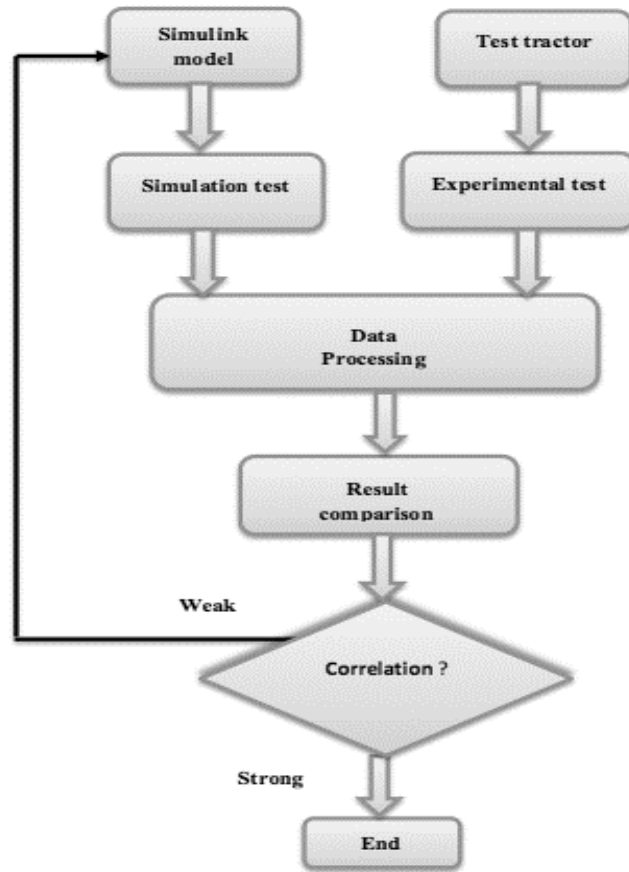 Simulink
model
Test tractor
Simulation test
Experimental test
Data
Processing
Result
comparison
Weak
Correlation ?
Strong
End